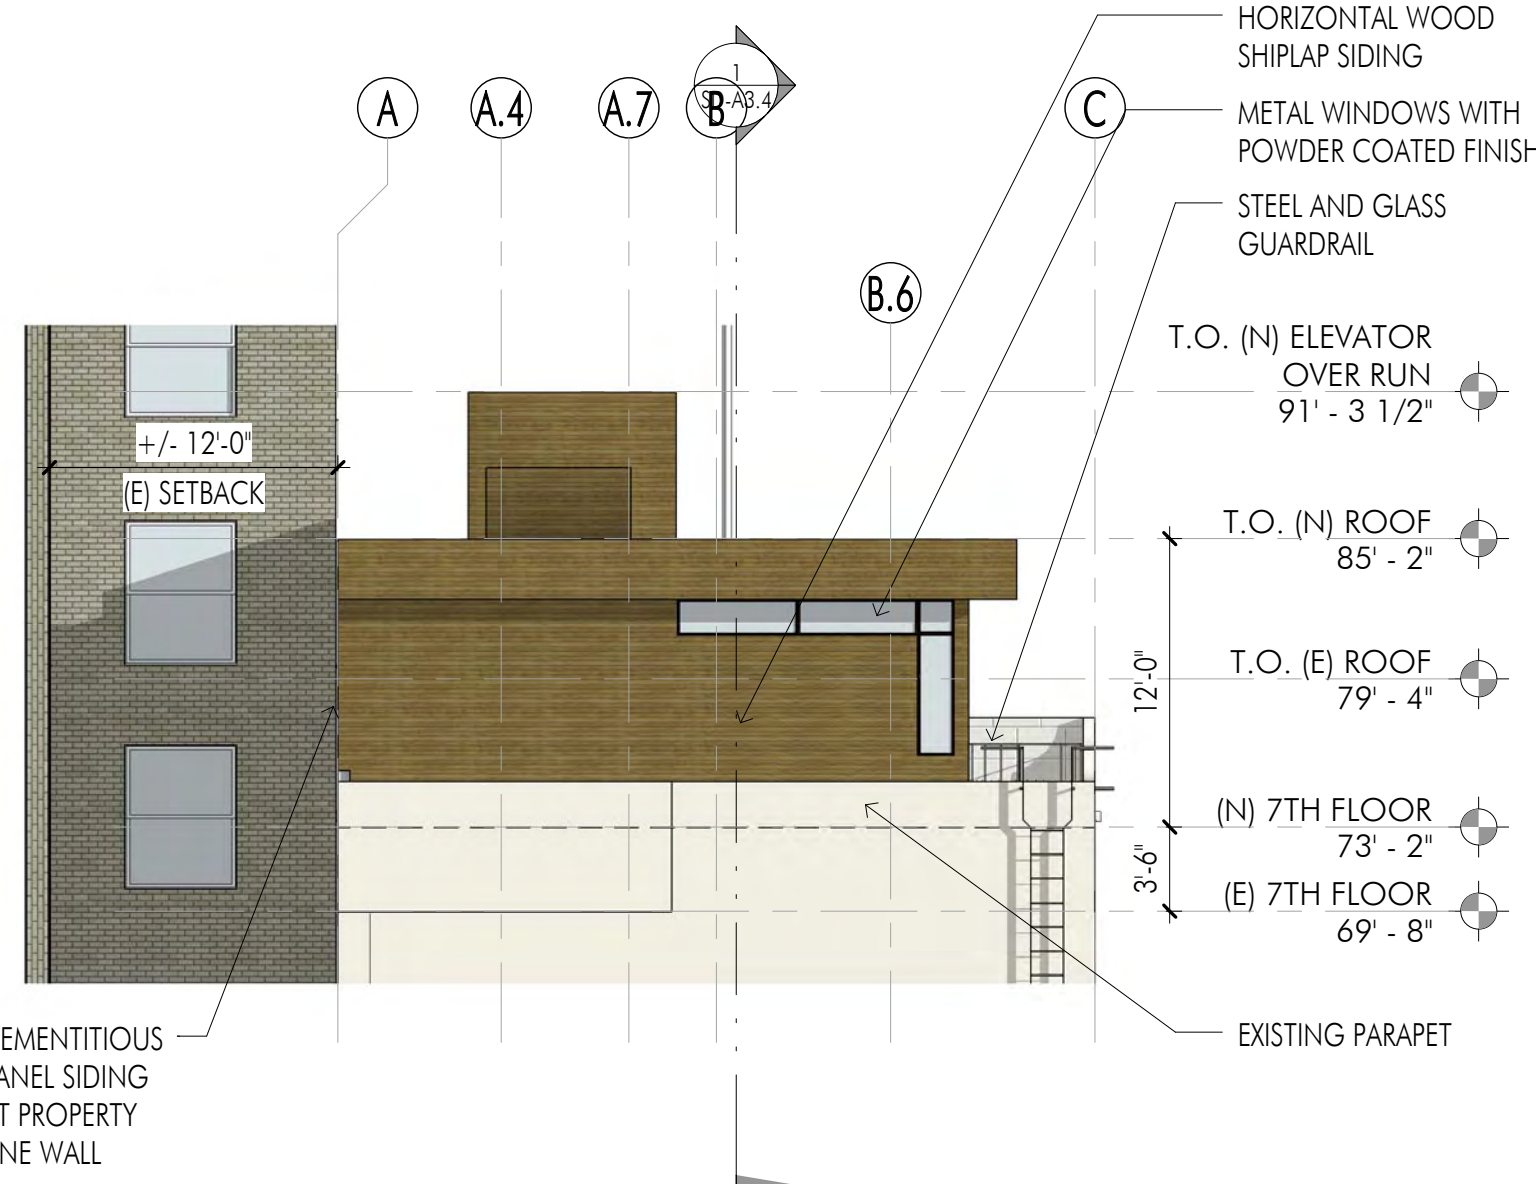 HORIZONTAL WOOD
SHIPLAP SIDING
1
-A3.4
A
A.4
A.7
B
C
METAL WINDOWS WITH
POWDER COATED FINISH
STEEL AND GLASS
GUARDRAIL
B.6
T.O. (N) ELEVATOR
OVER RUN
91' - 3 1/2"
+/- 12'-0"
(E) SETBACK
T.O. (N) ROOF
85' - 2"
T.O. (E) ROOF
79' - 4"
12'-0"
(N) 7TH FLOOR
73' - 2"
3'-6"
(E) 7TH FLOOR
69' - 8"
EMENTITIOUS
ANEL SIDING
T PROPERTY
NE WALL
EXISTING PARAPET